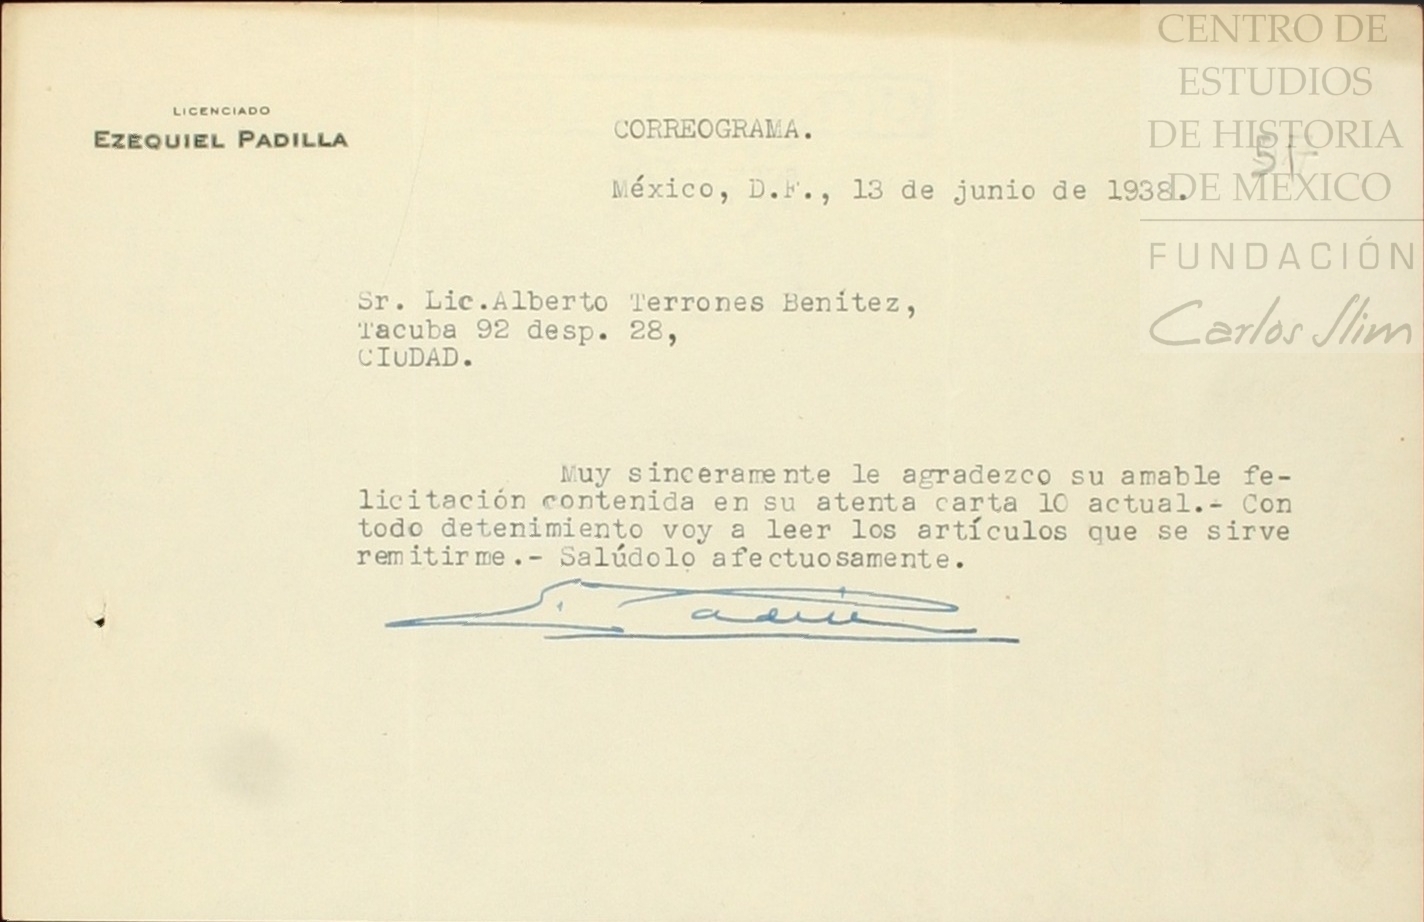 CENTRO DE
ESTUDIOS
DE HISTORIA
DE MÉXICO
FUNDACIÓN
Carlos Slim
LICENCIADO
EZEQUIEL PADILLA
CORREOGRAMA.
México, D.F., 13 de junio de 1938.
Sr. Lic.Alberto Terrones Benítez,
Tacuba 92 desp. 28,
CIUDAD.
Muy sinceramente le agradezco su amable fe-
licitación contenida en su atenta carta 10 actual.- Con
todo detenimiento voy a leer los artículos que se sirve
remitirme.- Salúdolo afectuosamente.
E. Padilla